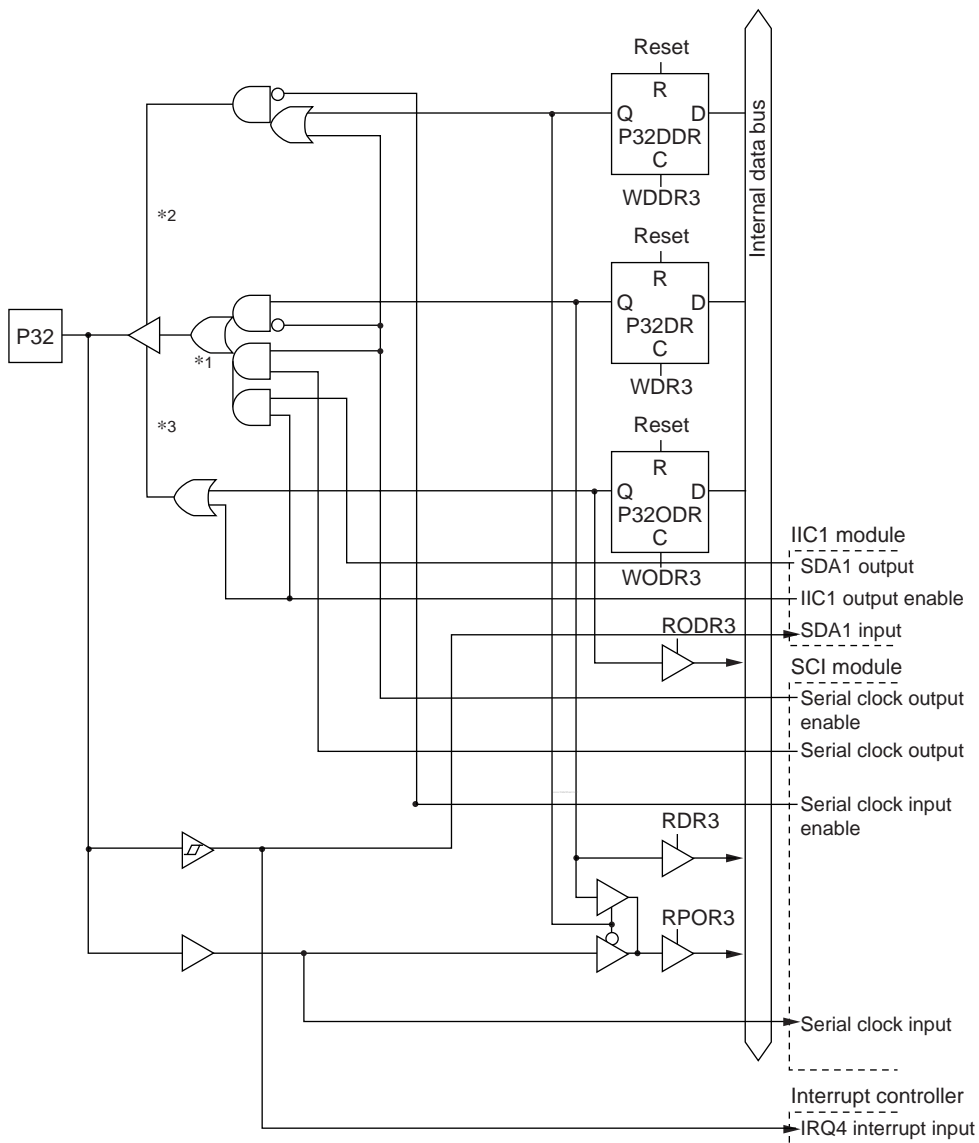 Reset
R
Q D
P32DDR
C
WDDR3
Internal data bus
*2
Reset
R
Q D
P32DR
C
WDR3
P32
*1
*3
Reset
R
Q D
P32ODR
C
WODR3
IIC1 module
SDA1 output
IIC1 output enable
SDA1 input
RODR3
SCI module
Serial clock output
enable
Serial clock output
Serial clock input
enable
RDR3
RPOR3
Serial clock input
Interrupt controller
IRQ4 interrupt input